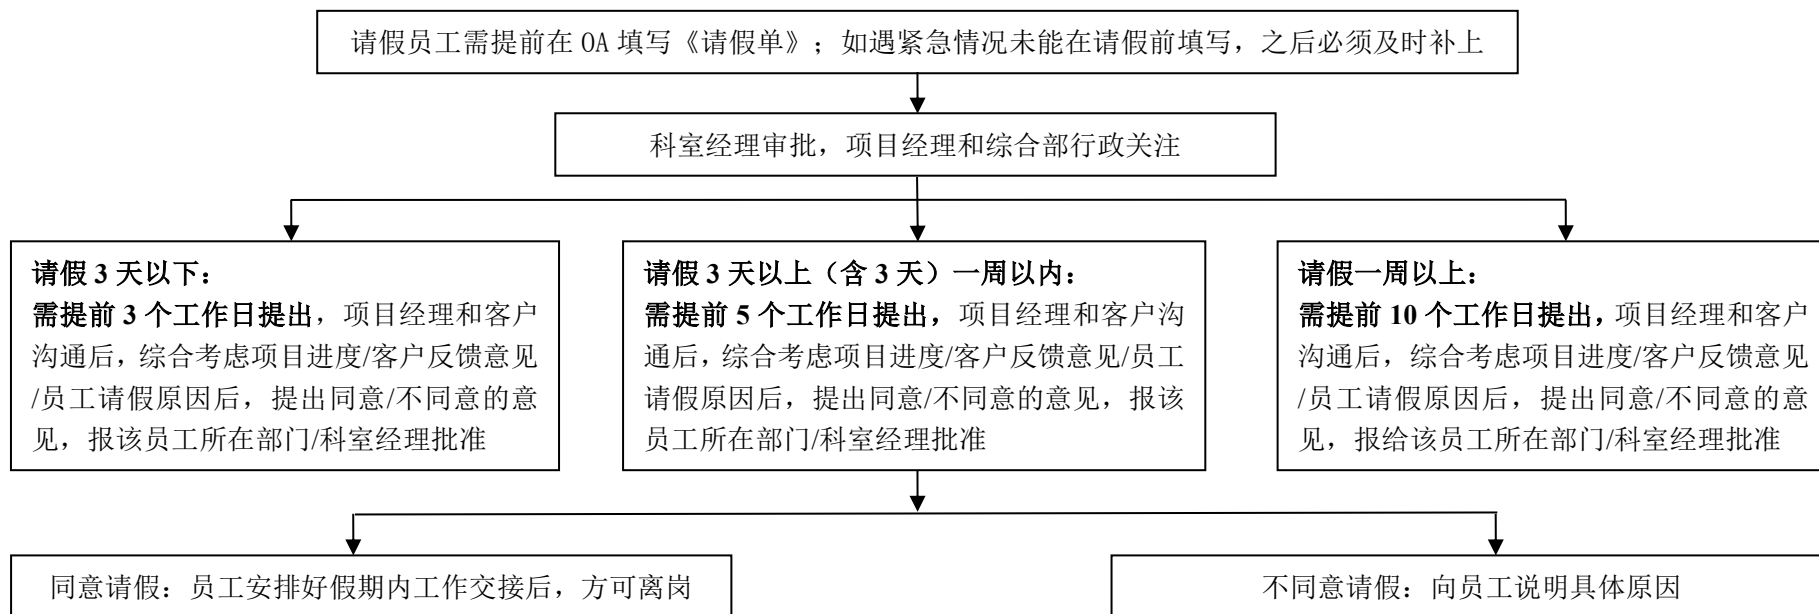 请假员工需提前在 OA 填写《请假单》；如遇紧急情况未能在请假前填写，之后必须及时补上
科室经理审批，项目经理和综合部行政关注
请假 3 天以下：
需提前 3 个工作日提出，项目经理和客户
沟通后，综合考虑项目进度/客户反馈意见
/员工请假原因后，提出同意/不同意的意
见，报该员工所在部门/科室经理批准
请假 3 天以上（含 3 天）一周以内：
需提前 5 个工作日提出，项目经理和客户沟
通后，综合考虑项目进度/客户反馈意见/员工
请假原因后，提出同意/不同意的意见，报该
员工所在部门/科室经理批准
请假一周以上：
需提前 10 个工作日提出，项目经理和客户
沟通后，综合考虑项目进度/客户反馈意见
/员工请假原因后，提出同意/不同意的意
见，报给该员工所在部门/科室经理批准
同意请假：员工安排好假期内工作交接后，方可离岗
不同意请假：向员工说明具体原因